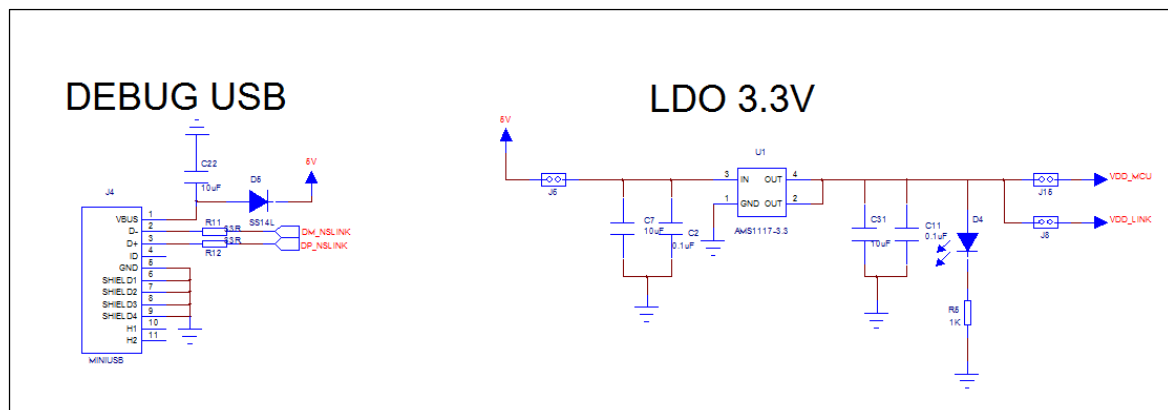 DEBUG USB
LDO 3.3V
5V
C22
10uF
D5
SS14L
5V
J4
VBUS 1
D- 2
D+ 3
ID 4
GND 5
SHIELD1 6
SHIELD2 7
SHIELD3 8
SHIELD4 9
H1 10
H2 11
MINIUSB
R11 33R
33R
R12
DM_NSLINK
DP_NSLINK
J6
C7
10uF
C2
0.1uF
U1
3 IN OUT 4
1 GND OUT 2
AMS1117-3.3
C31
10uF
C11
0.1uF
D4
R5
1K
J15
VDD_MCU
J8
VDD_LINK